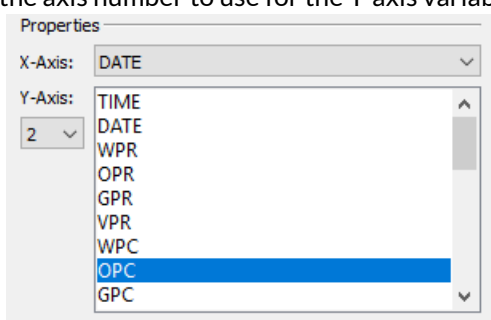 the axis number to use for the Y axis variab
Properties
X-Axis: DATE
Y-Axis:
2
TIME
DATE
WPR
OPR
GPR
VPR
WPC
OPC
GPC